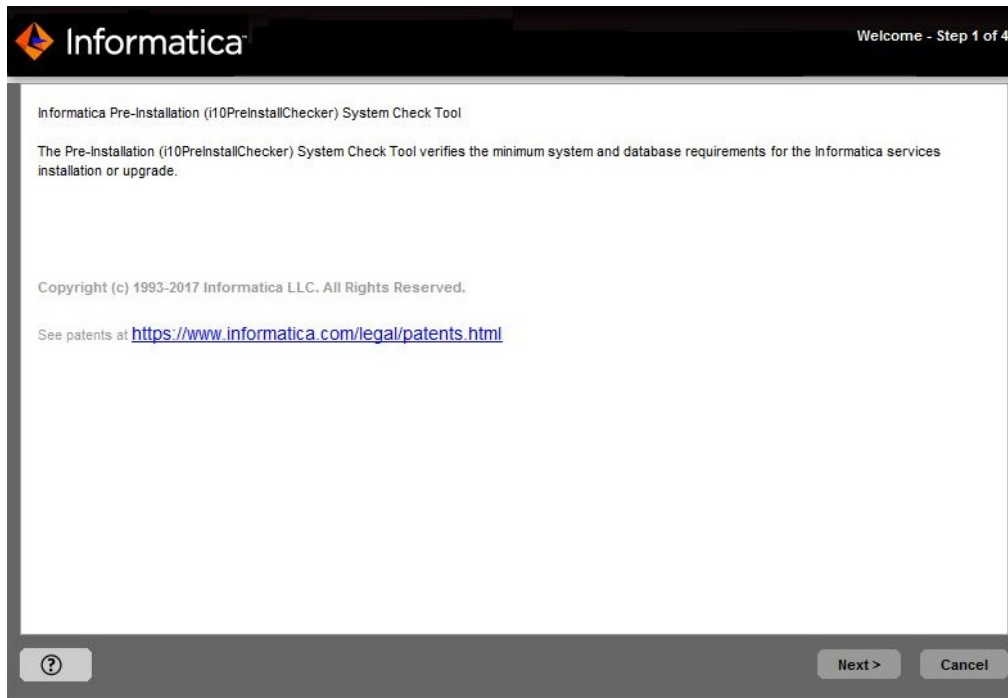 Informatica
Welcome - Step 1 of 4
Informatica Pre-Installation (i10PreInstallChecker) System Check Tool
The Pre-Installation (i10PreInstallChecker) System Check Tool verifies the minimum system and database requirements for the Informatica services
installation or upgrade.
Copyright (c) 1993-2017 Informatica LLC. All Rights Reserved.
See patents at https://www.informatica.com/legal/patents.html
?
Next >
Cancel